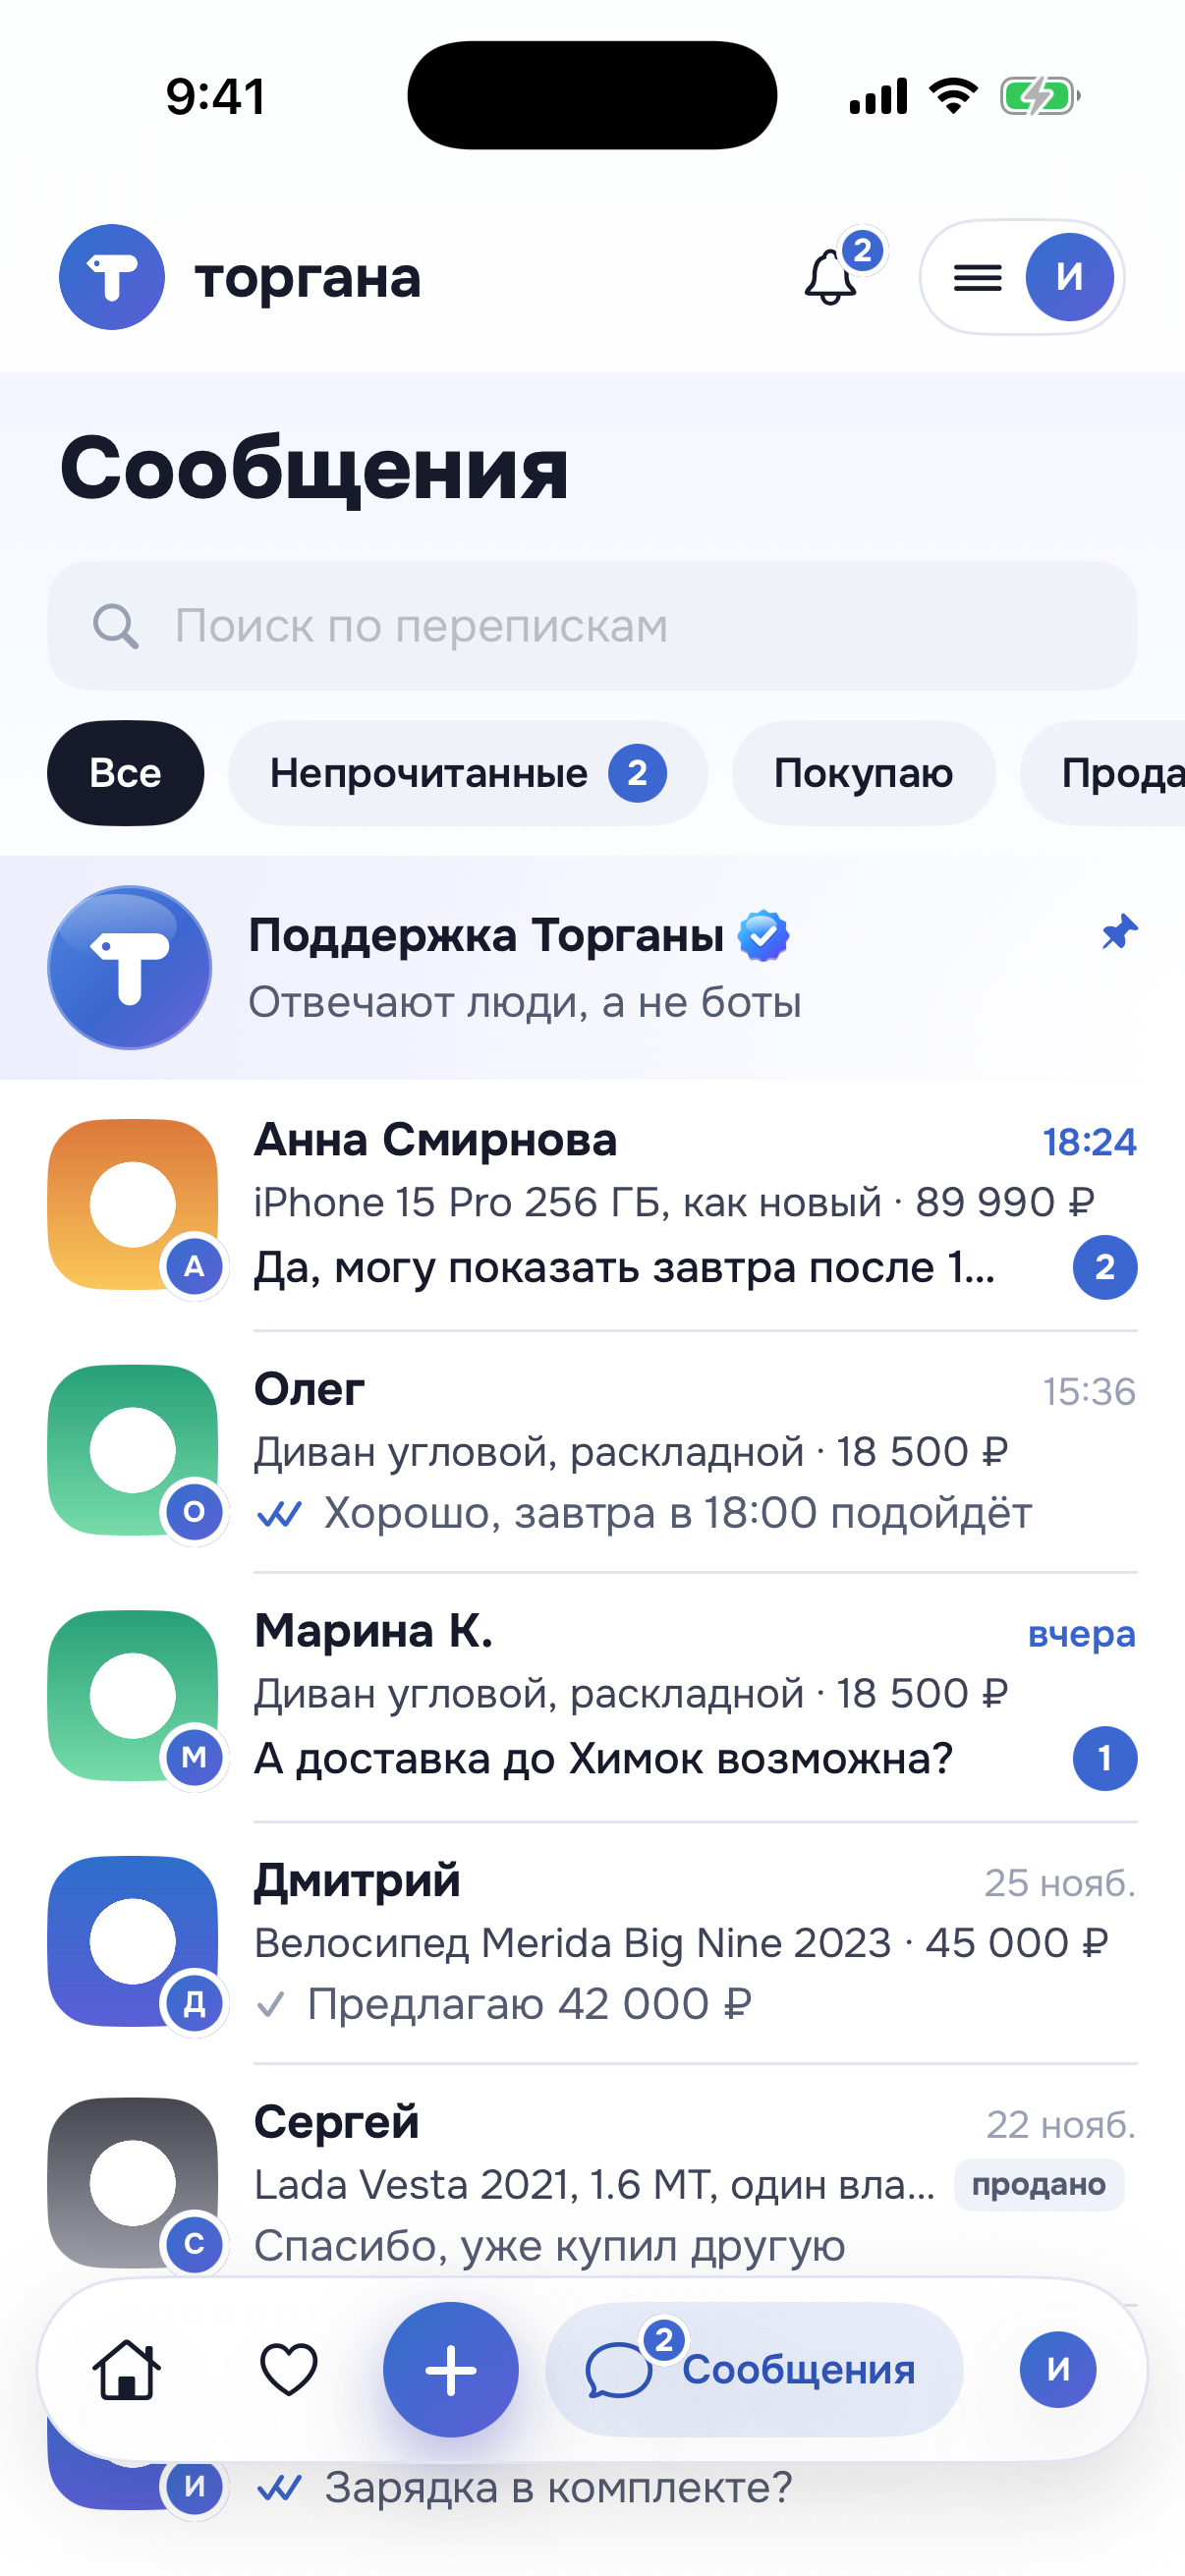 9:41
торгана
2
И
Сообщения
Поиск по перепискам
Все
Непрочитанные 2
Покупаю
Прода
Поддержка Торганы
Отвечают люди, а не боты
Анна Смирнова
18:24
iPhone 15 Pro 256 ГБ, как новый · 89 990 ₽
А
Да, могу показать завтра после 1...
2
Олег
15:36
Диван угловой, раскладной · 18 500 ₽
О
Хорошо, завтра в 18:00 подойдёт
Марина К.
вчера
Диван угловой, раскладной · 18 500 ₽
М
А доставка до Химок возможна?
1
Дмитрий
25 нояб.
Велосипед Merida Big Nine 2023 · 45 000 ₽
Д
Предлагаю 42 000 ₽
Сергей
22 нояб.
Lada Vesta 2021, 1.6 МТ, один вла...
продано
С
Спасибо, уже купил другую
2
Сообщения
И
И
Зарядка в комплекте?